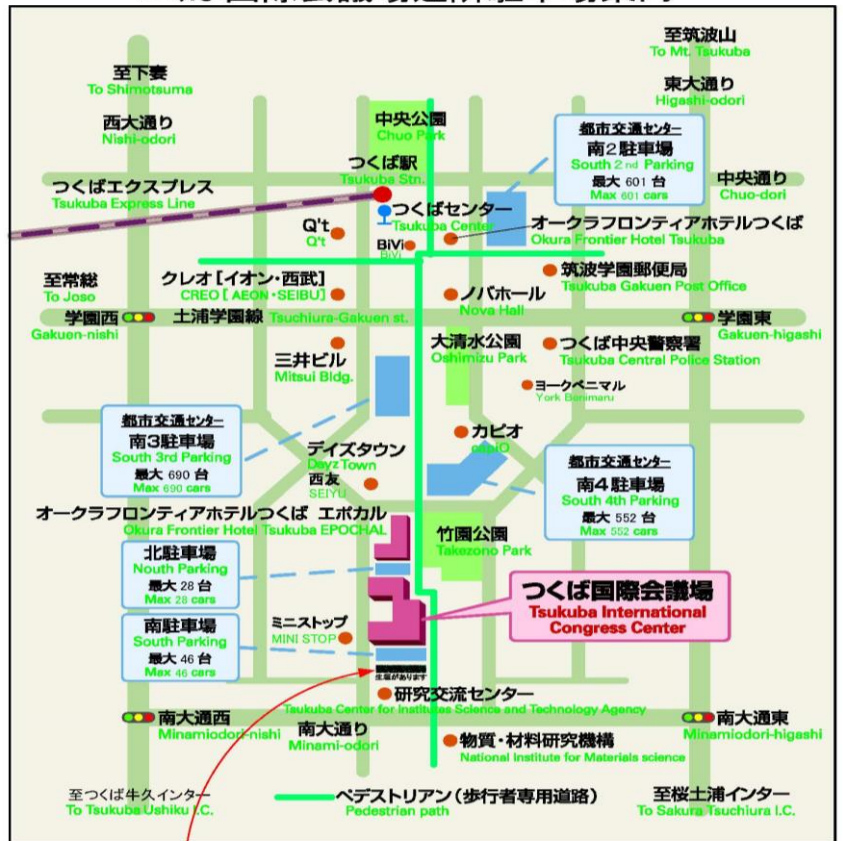 至筑波山
To Mt. Tsukuba
至下妻
To Shimotsuma
東大通り
Higashi-odori
西大通り
Nishi-odori
中央公園
Chuo Park
都市交通センター
南2駐車場
South 2nd Parking
最大 601 台
Max 601 cars
つくば駅
Tsukuba Stn.
中央通り
Chuo-dori
つくばエクスプレス
Tsukuba Express Line
つくばセンター
Tsukuba Center
Q't
Q't
BiVi
BiVi
オークラフロンティアホテルつくば
Okura Frontier Hotel Tsukuba
至常総
To Joso
クレオ[イオン・西武]
CREO [ AEON・SEIBU]
筑波学園郵便局
Tsukuba Gakuen Post Office
ノバホール
Nova Hall
学園西
Gakuen-nishi
土浦学園線 Tsuchiura-Gakuen st.
学園東
Gakuen-higashi
三井ビル
Mitsui Bldg.
大清水公園
Oshimizu Park
つくば中央警察署
Tsukuba Central Police Station
ヨークベニマル
York Benimaru
都市交通センター
南3駐車場
South 3rd Parking
最大 690 台
Max 690 cars
カピオ
capiO
デイズタウン
Dayz Town
西友
SEIYU
都市交通センター
南4駐車場
South 4th Parking
最大 552 台
Max 552 cars
オークラフロンティアホテルつくば エポカル
Okura Frontier Hotel Tsukuba EPOCHAL
竹園公園
Takezono Park
北駐車場
Nouth Parking
最大 28 台
Max 28 cars
つくば国際会議場
Tsukuba International
Congress Center
南駐車場
South Parking
最大 46 台
Max 46 cars
ミニストップ
MINI STOP
生垣があります
研究交流センター
Tsukuba Center for Institutes Science and Technology Agency
南大通西
Minamiodori-nishi
南大通り
Minami-odori
南大通東
Minamiodori-higashi
物質・材料研究機構
National Institute for Materials science
至つくば牛久インター
To Tsukuba Ushiku I.C.
ペデストリアン(歩行者専用道路)
Pedestrian path
至桜土浦インター
To Sakura Tsuchiura I.C.